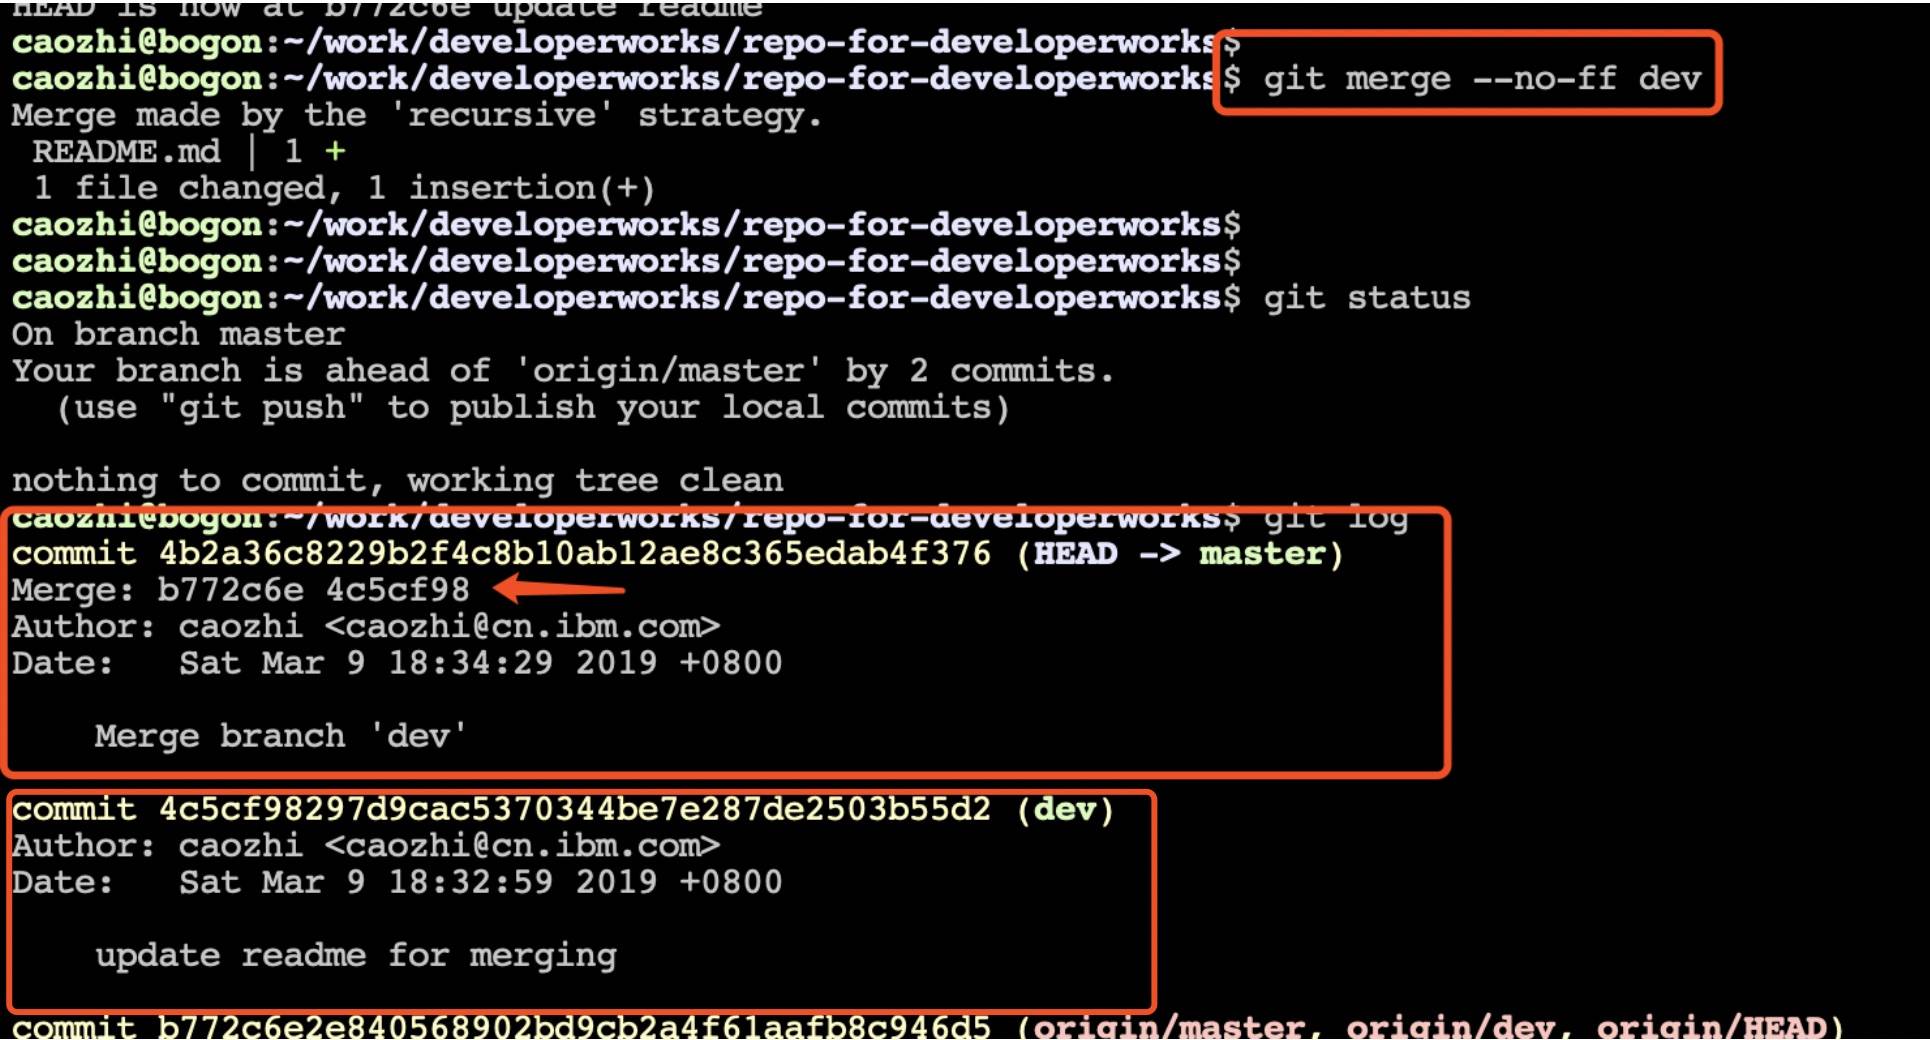 HEAD is now at b772c6e update readme
caozhi@bogon:~/work/developerworks/repo-for-developerworks$
caozhi@bogon:~/work/developerworks/repo-for-developerworks$ git merge --no-ff dev
Merge made by the 'recursive' strategy.
 README.md | 1 +
 1 file changed, 1 insertion(+)
caozhi@bogon:~/work/developerworks/repo-for-developerworks$
caozhi@bogon:~/work/developerworks/repo-for-developerworks$
caozhi@bogon:~/work/developerworks/repo-for-developerworks$ git status
On branch master
Your branch is ahead of 'origin/master' by 2 commits.
  (use "git push" to publish your local commits)

nothing to commit, working tree clean
caozhi@bogon:~/work/developerworks/repo-for-developerworks$ git log
commit 4b2a36c8229b2f4c8b10ab12ae8c365edab4f376 (HEAD -> master)
Merge: b772c6e 4c5cf98
Author: caozhi <caozhi@cn.ibm.com>
Date:   Sat Mar 9 18:34:29 2019 +0800

    Merge branch 'dev'

commit 4c5cf98297d9cac5370344be7e287de2503b55d2 (dev)
Author: caozhi <caozhi@cn.ibm.com>
Date:   Sat Mar 9 18:32:59 2019 +0800

    update readme for merging

commit b772c6e2e840568902bd9cb2a4f61aafb8c946d5 (origin/master, origin/dev, origin/HEAD)